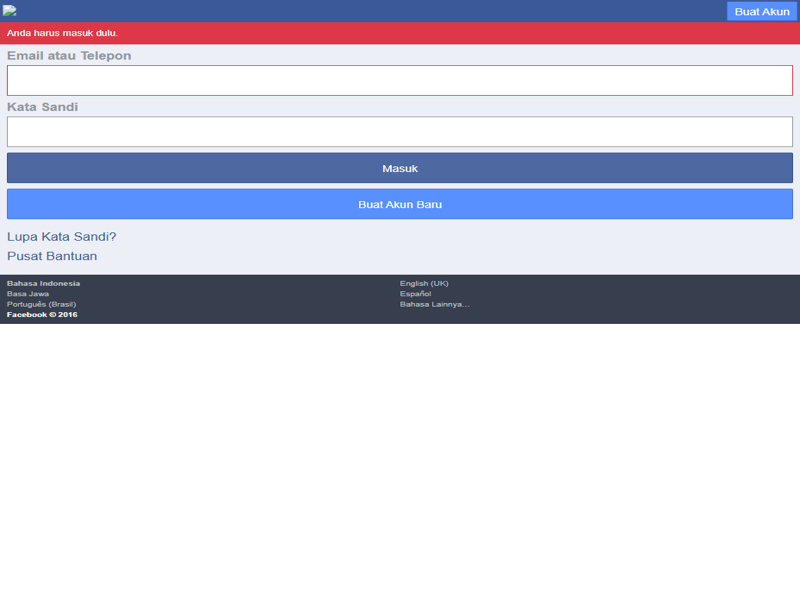 Buat Akun
Anda harus masuk dulu.
Email atau Telepon
Kata Sandi
Masuk
Buat Akun Baru
Lupa Kata Sandi?
Pusat Bantuan
Bahasa Indonesia
Basa Jawa
Português (Brasil)
Facebook © 2016
English (UK)
Español
Bahasa Lainnya...